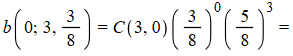 b(0; 3, 3/8) = C(3, 0) (3/8)^0 (5/8)^3 =